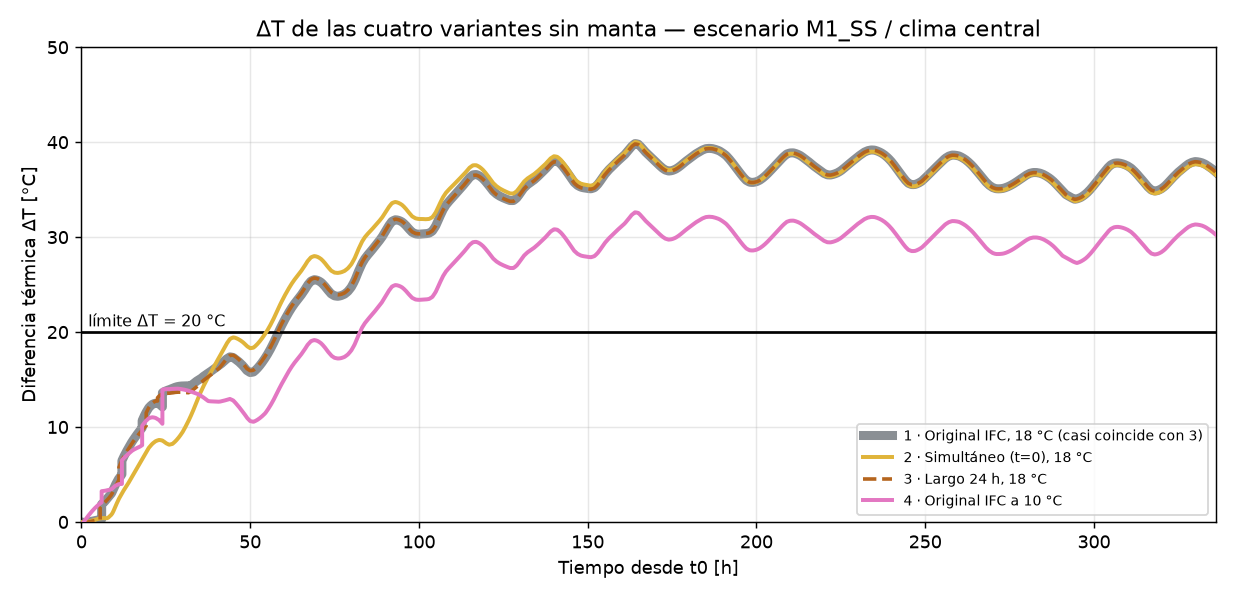 ΔT de las cuatro variantes sin manta — escenario M1_SS / clima central
Diferencia térmica ΔT [°C]
50
40
30
20
10
0
límite ΔT = 20 °C
1 · Original IFC, 18 °C (casi coincide con 3)
2 · Simultáneo (t=0), 18 °C
3 · Largo 24 h, 18 °C
4 · Original IFC a 10 °C
0 50 100 150 200 250 300
Tiempo desde t0 [h]